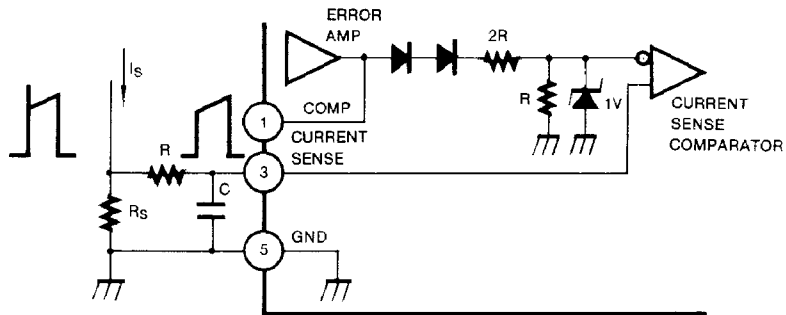 ERROR
AMP
2R
I_S
R
1V
COMP
1
CURRENT
SENSE
CURRENT
SENSE
COMPARATOR
R
C
3
R_S
5
GND